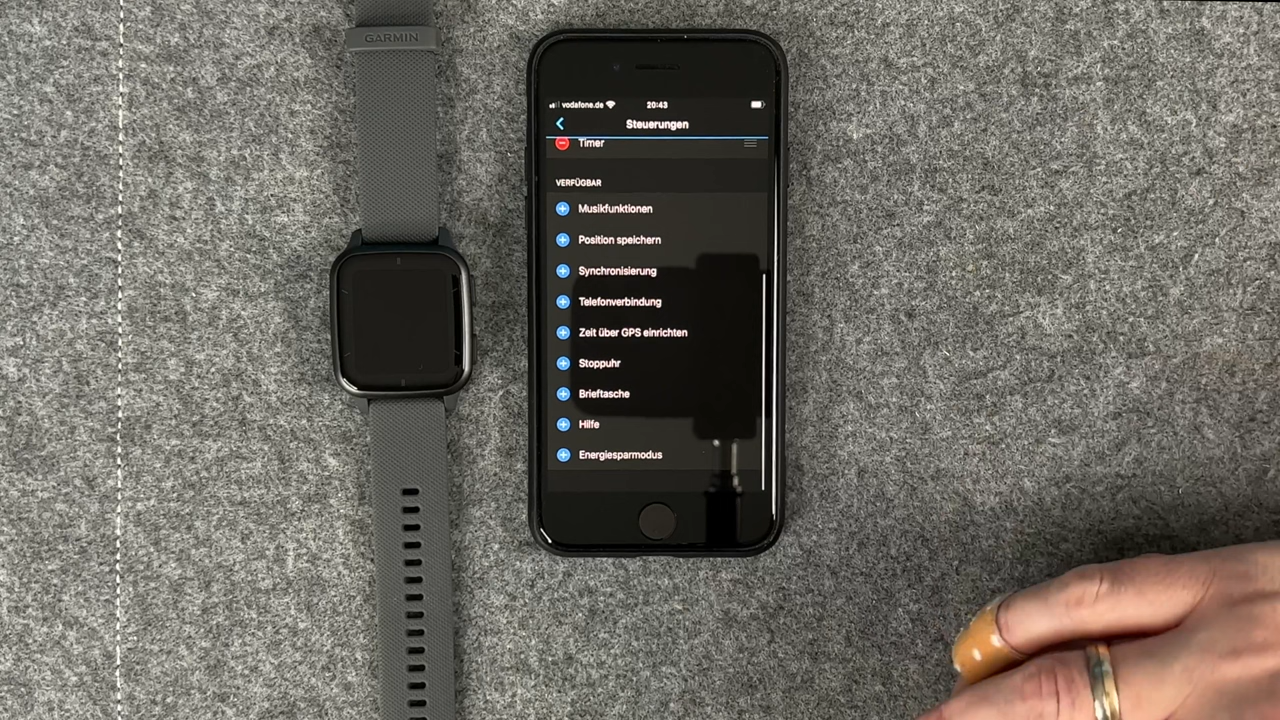 GARMIN
vodafone.de 20:43
Steuerungen
Timer
VERFÜGBAR
Musikfunktionen
Position speichern
Synchronisierung
Telefonverbindung
Zeit über GPS einrichten
Stoppuhr
Brieftasche
Hilfe
Energiesparmodus